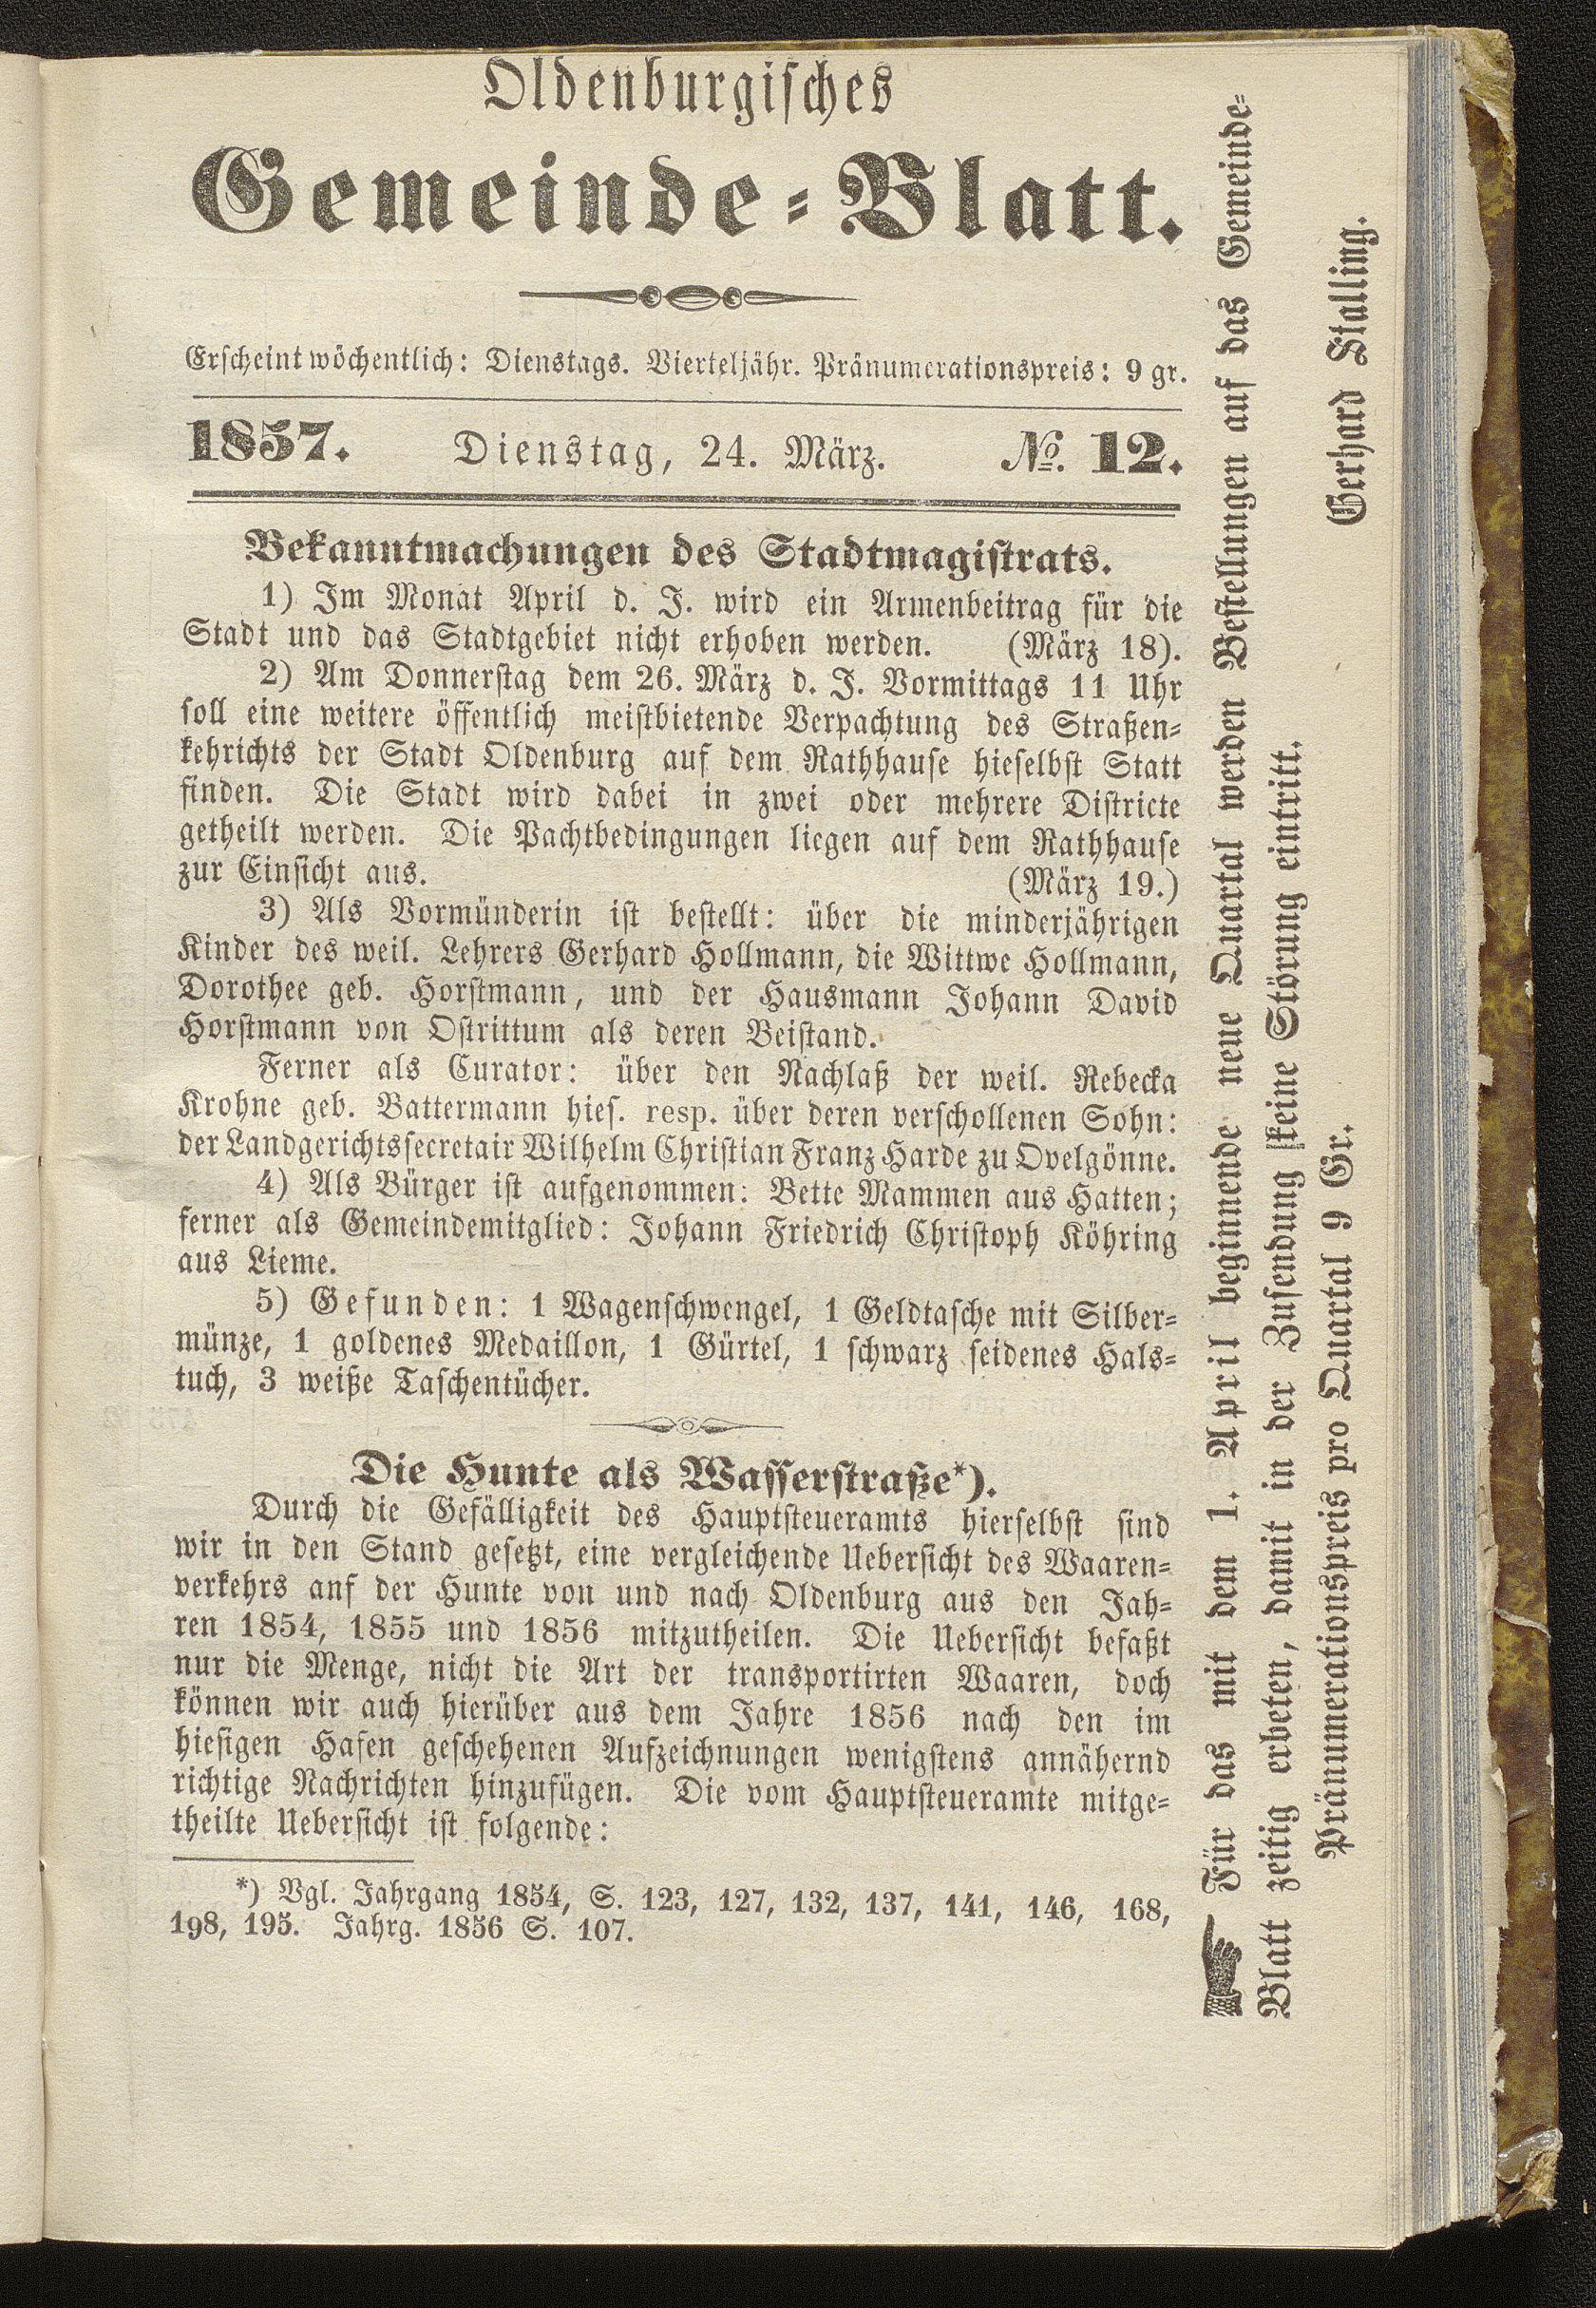 Oldenburgisches
Gemeinde-Blatt.
Erscheint wöchentlich: Dienstags. Vierteljähr. Pränumerationspreis: 9 gr.
1857. Dienstag, 24. März. No. 12.
Bekanntmachungen des Stadtmagistrats.
1) Im Monat April d. J. wird ein Armenbeitrag für die
Stadt und das Stadtgebiet nicht erhoben werden. (März 18).
2) Am Donnerstag dem 26. März d. J. Vormittags 11 Uhr
soll eine weitere öffentlich meistbietende Verpachtung des Straßen-
kehrichts der Stadt Oldenburg auf dem Rathhause hieselbst Statt
finden. Die Stadt wird dabei in zwei oder mehrere Districte
getheilt werden. Die Pachtbedingungen liegen auf dem Rathhause
zur Einsicht aus. (März 19.)
3) Als Vormünderin ist bestellt: über die minderjährigen
Kinder des weil. Lehrers Gerhard Hollmann, die Wittwe Hollmann,
Dorothee geb. Horstmann, und der Hausmann Johann David
Horstmann von Ostrittum als deren Beistand.
Ferner als Curator: über den Nachlaß der weil. Rebecka
Krohne geb. Battermann hies. resp. über deren verschollenen Sohn:
der Landgerichtssecretair Wilhelm Christian Franz Harde zu Ovelgönne.
4) Als Bürger ist aufgenommen: Bette Mammen aus Hatten;
ferner als Gemeindemitglied: Johann Friedrich Christoph Köhring
aus Lieme.
5) Gefunden: 1 Wagenschwengel, 1 Geldtasche mit Silber-
münze, 1 goldenes Medaillon, 1 Gürtel, 1 schwarz seidenes Hals-
tuch, 3 weiße Taschentücher.
Die Hunte als Wasserstraße*).
Durch die Gefälligkeit des Hauptsteueramts hierselbst sind
wir in den Stand gesetzt, eine vergleichende Uebersicht des Waaren-
verkehrs anf der Hunte von und nach Oldenburg aus den Jah-
ren 1854, 1855 und 1856 mitzutheilen. Die Uebersicht befaßt
nur die Menge, nicht die Art der transportirten Waaren, doch
können wir auch hierüber aus dem Jahre 1856 nach den im
hiesigen Hafen geschehenen Aufzeichnungen wenigstens annähernd
richtige Nachrichten hinzufügen. Die vom Hauptsteueramte mitge-
theilte Uebersicht ist folgende:
*) Vgl. Jahrgang 1854, S. 123, 127, 132, 137, 141, 146, 168,
198, 195. Jahrg. 1856 S. 107.
Für das mit dem 1. April beginnende neue Quartal werden Bestellungen auf das Gemeinde-
Blatt zeitig erbeten, damit in der Zusendung keine Störung eintritt.
Pränumerationspreis pro Quartal 9 Gr.
Gerhard Stalling.